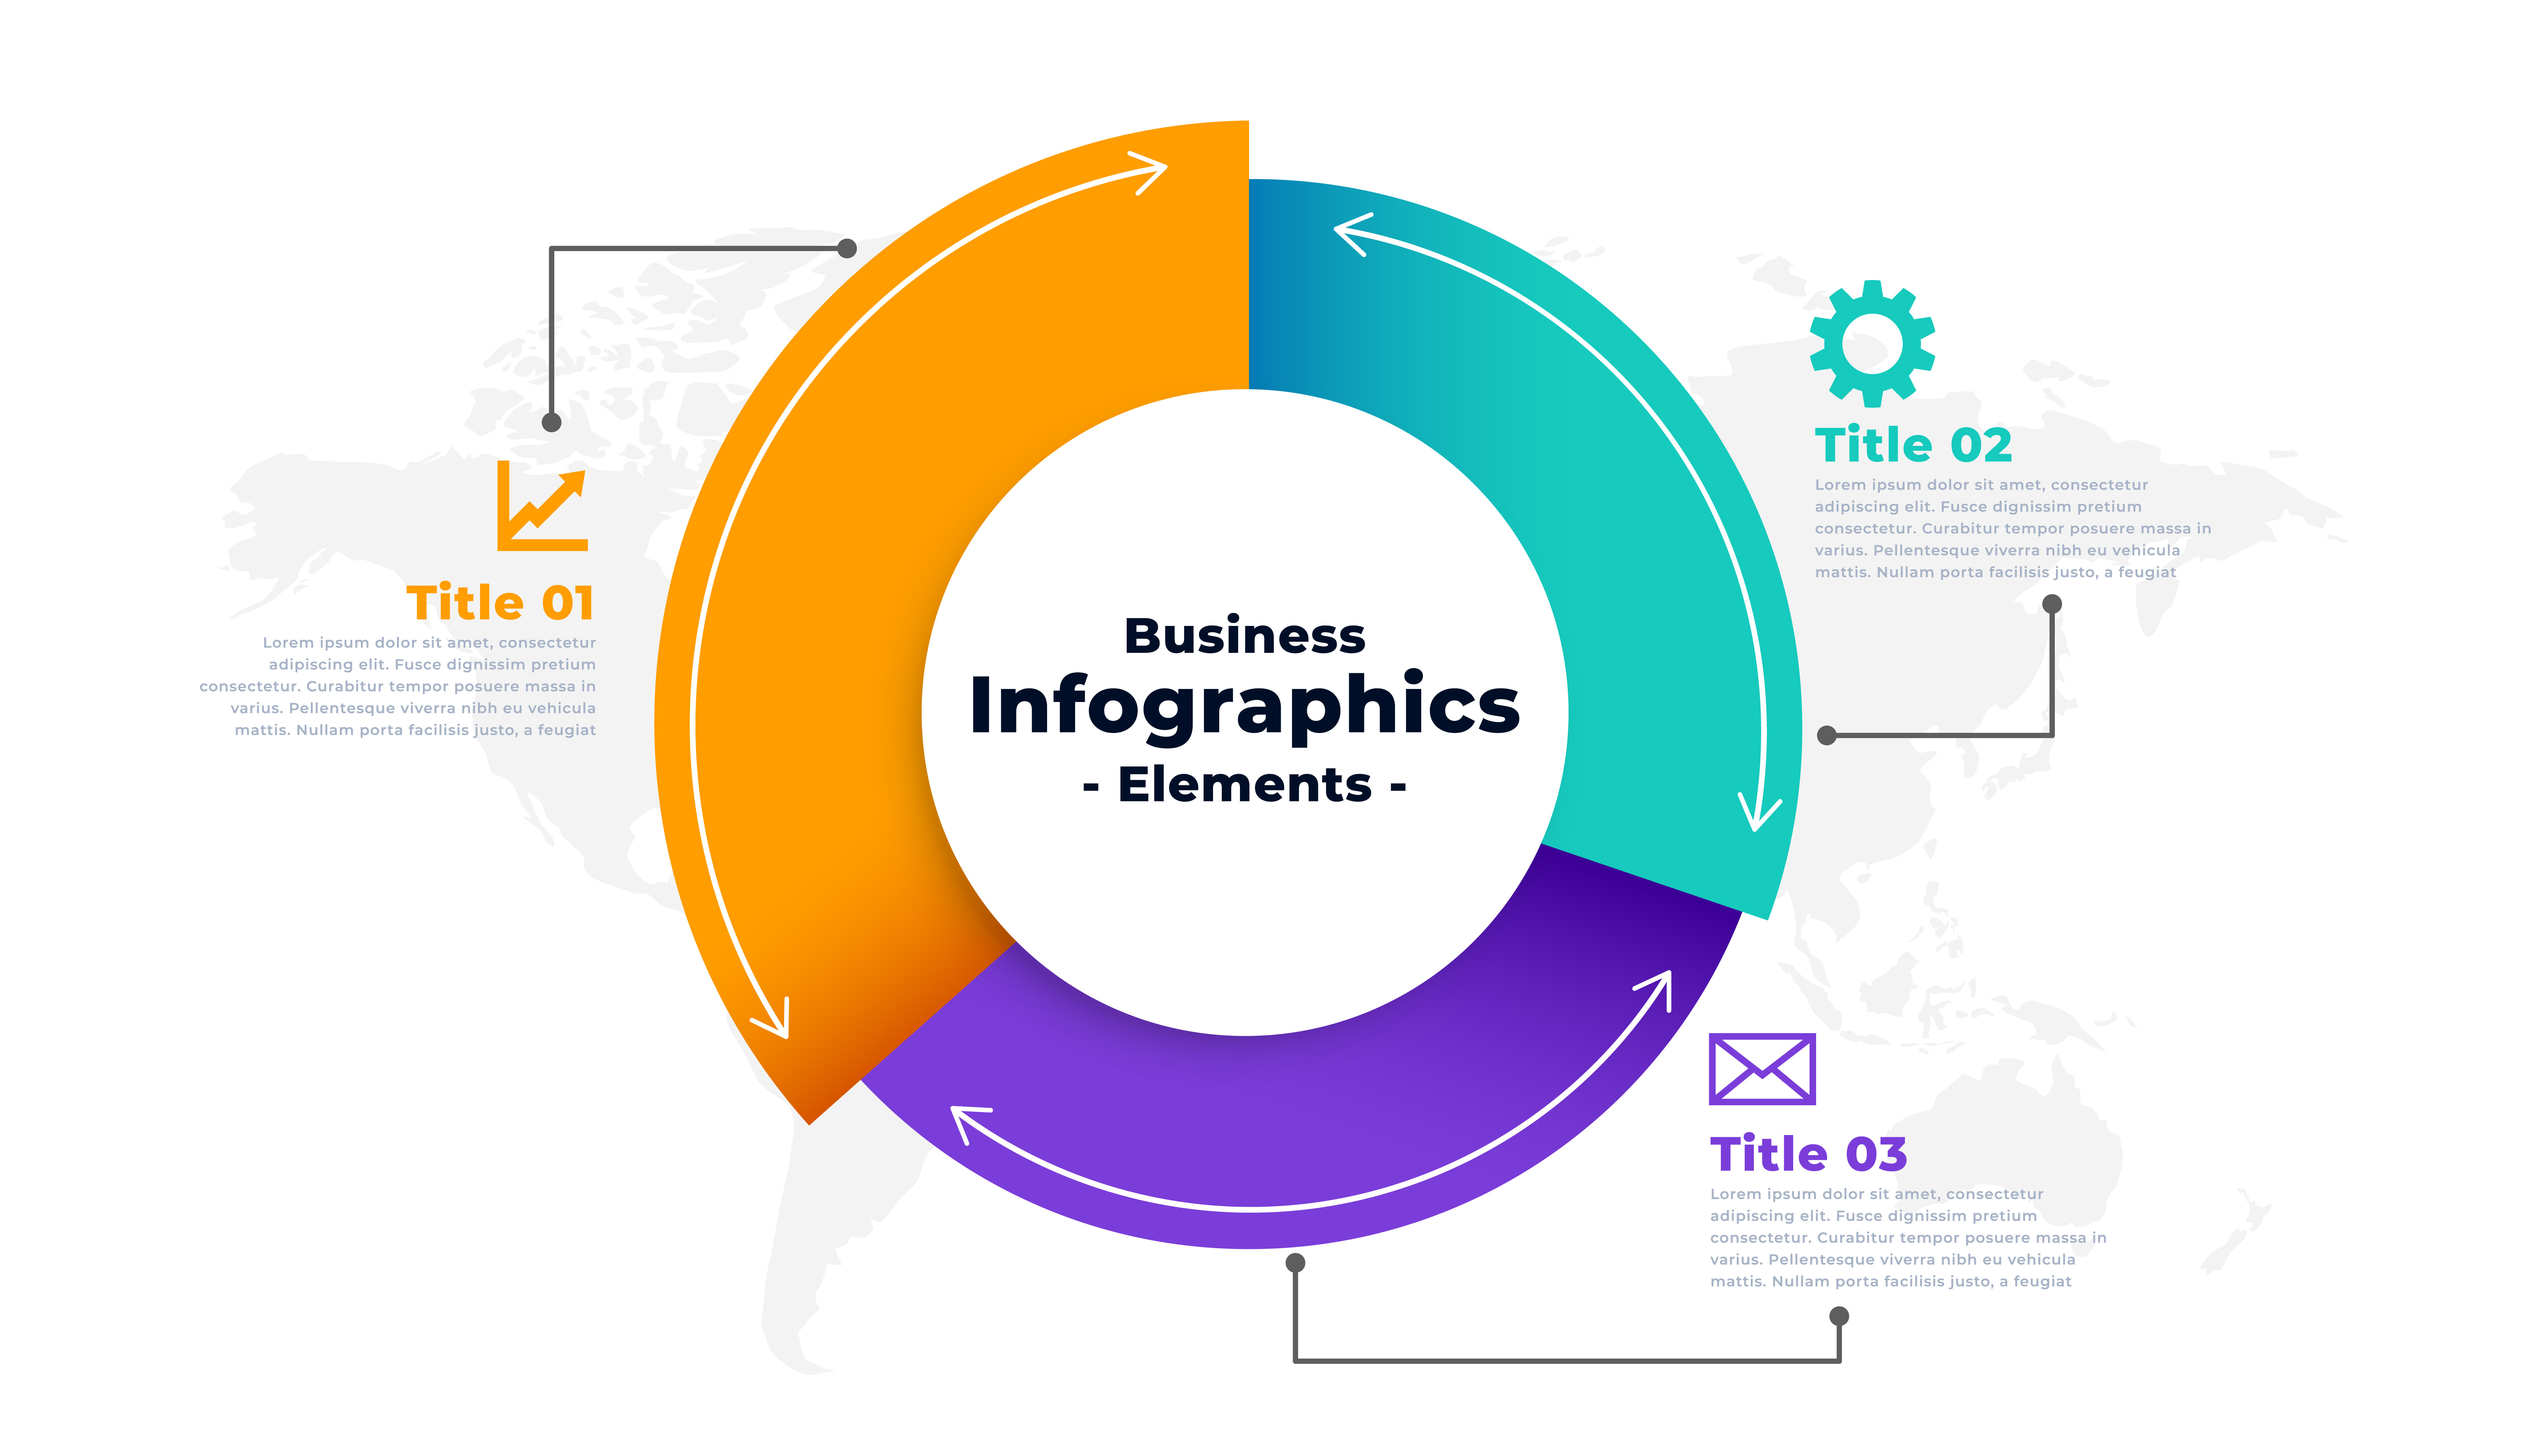 Business
Infographics
- Elements -
Title 01
Lorem ipsum dolor sit amet, consectetur
adipiscing elit. Fusce dignissim pretium
consectetur. Curabitur tempor posuere massa in
varius. Pellentesque viverra nibh eu vehicula
mattis. Nullam porta facilisis justo, a feugiat
Title 02
Lorem ipsum dolor sit amet, consectetur
adipiscing elit. Fusce dignissim pretium
consectetur. Curabitur tempor posuere massa in
varius. Pellentesque viverra nibh eu vehicula
mattis. Nullam porta facilisis justo, a feugiat
Title 03
Lorem ipsum dolor sit amet, consectetur
adipiscing elit. Fusce dignissim pretium
consectetur. Curabitur tempor posuere massa in
varius. Pellentesque viverra nibh eu vehicula
mattis. Nullam porta facilisis justo, a feugiat